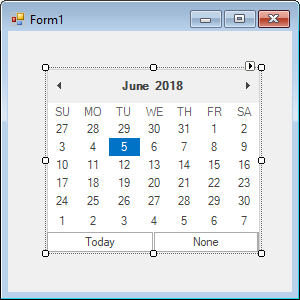 Form1
June 2018
SU MO TU WE TH FR SA
27 28 29 30 31 1 2
3 4 5 6 7 8 9
10 11 12 13 14 15 16
17 18 19 20 21 22 23
24 25 26 27 28 29 30
1 2 3 4 5 6 7
Today None